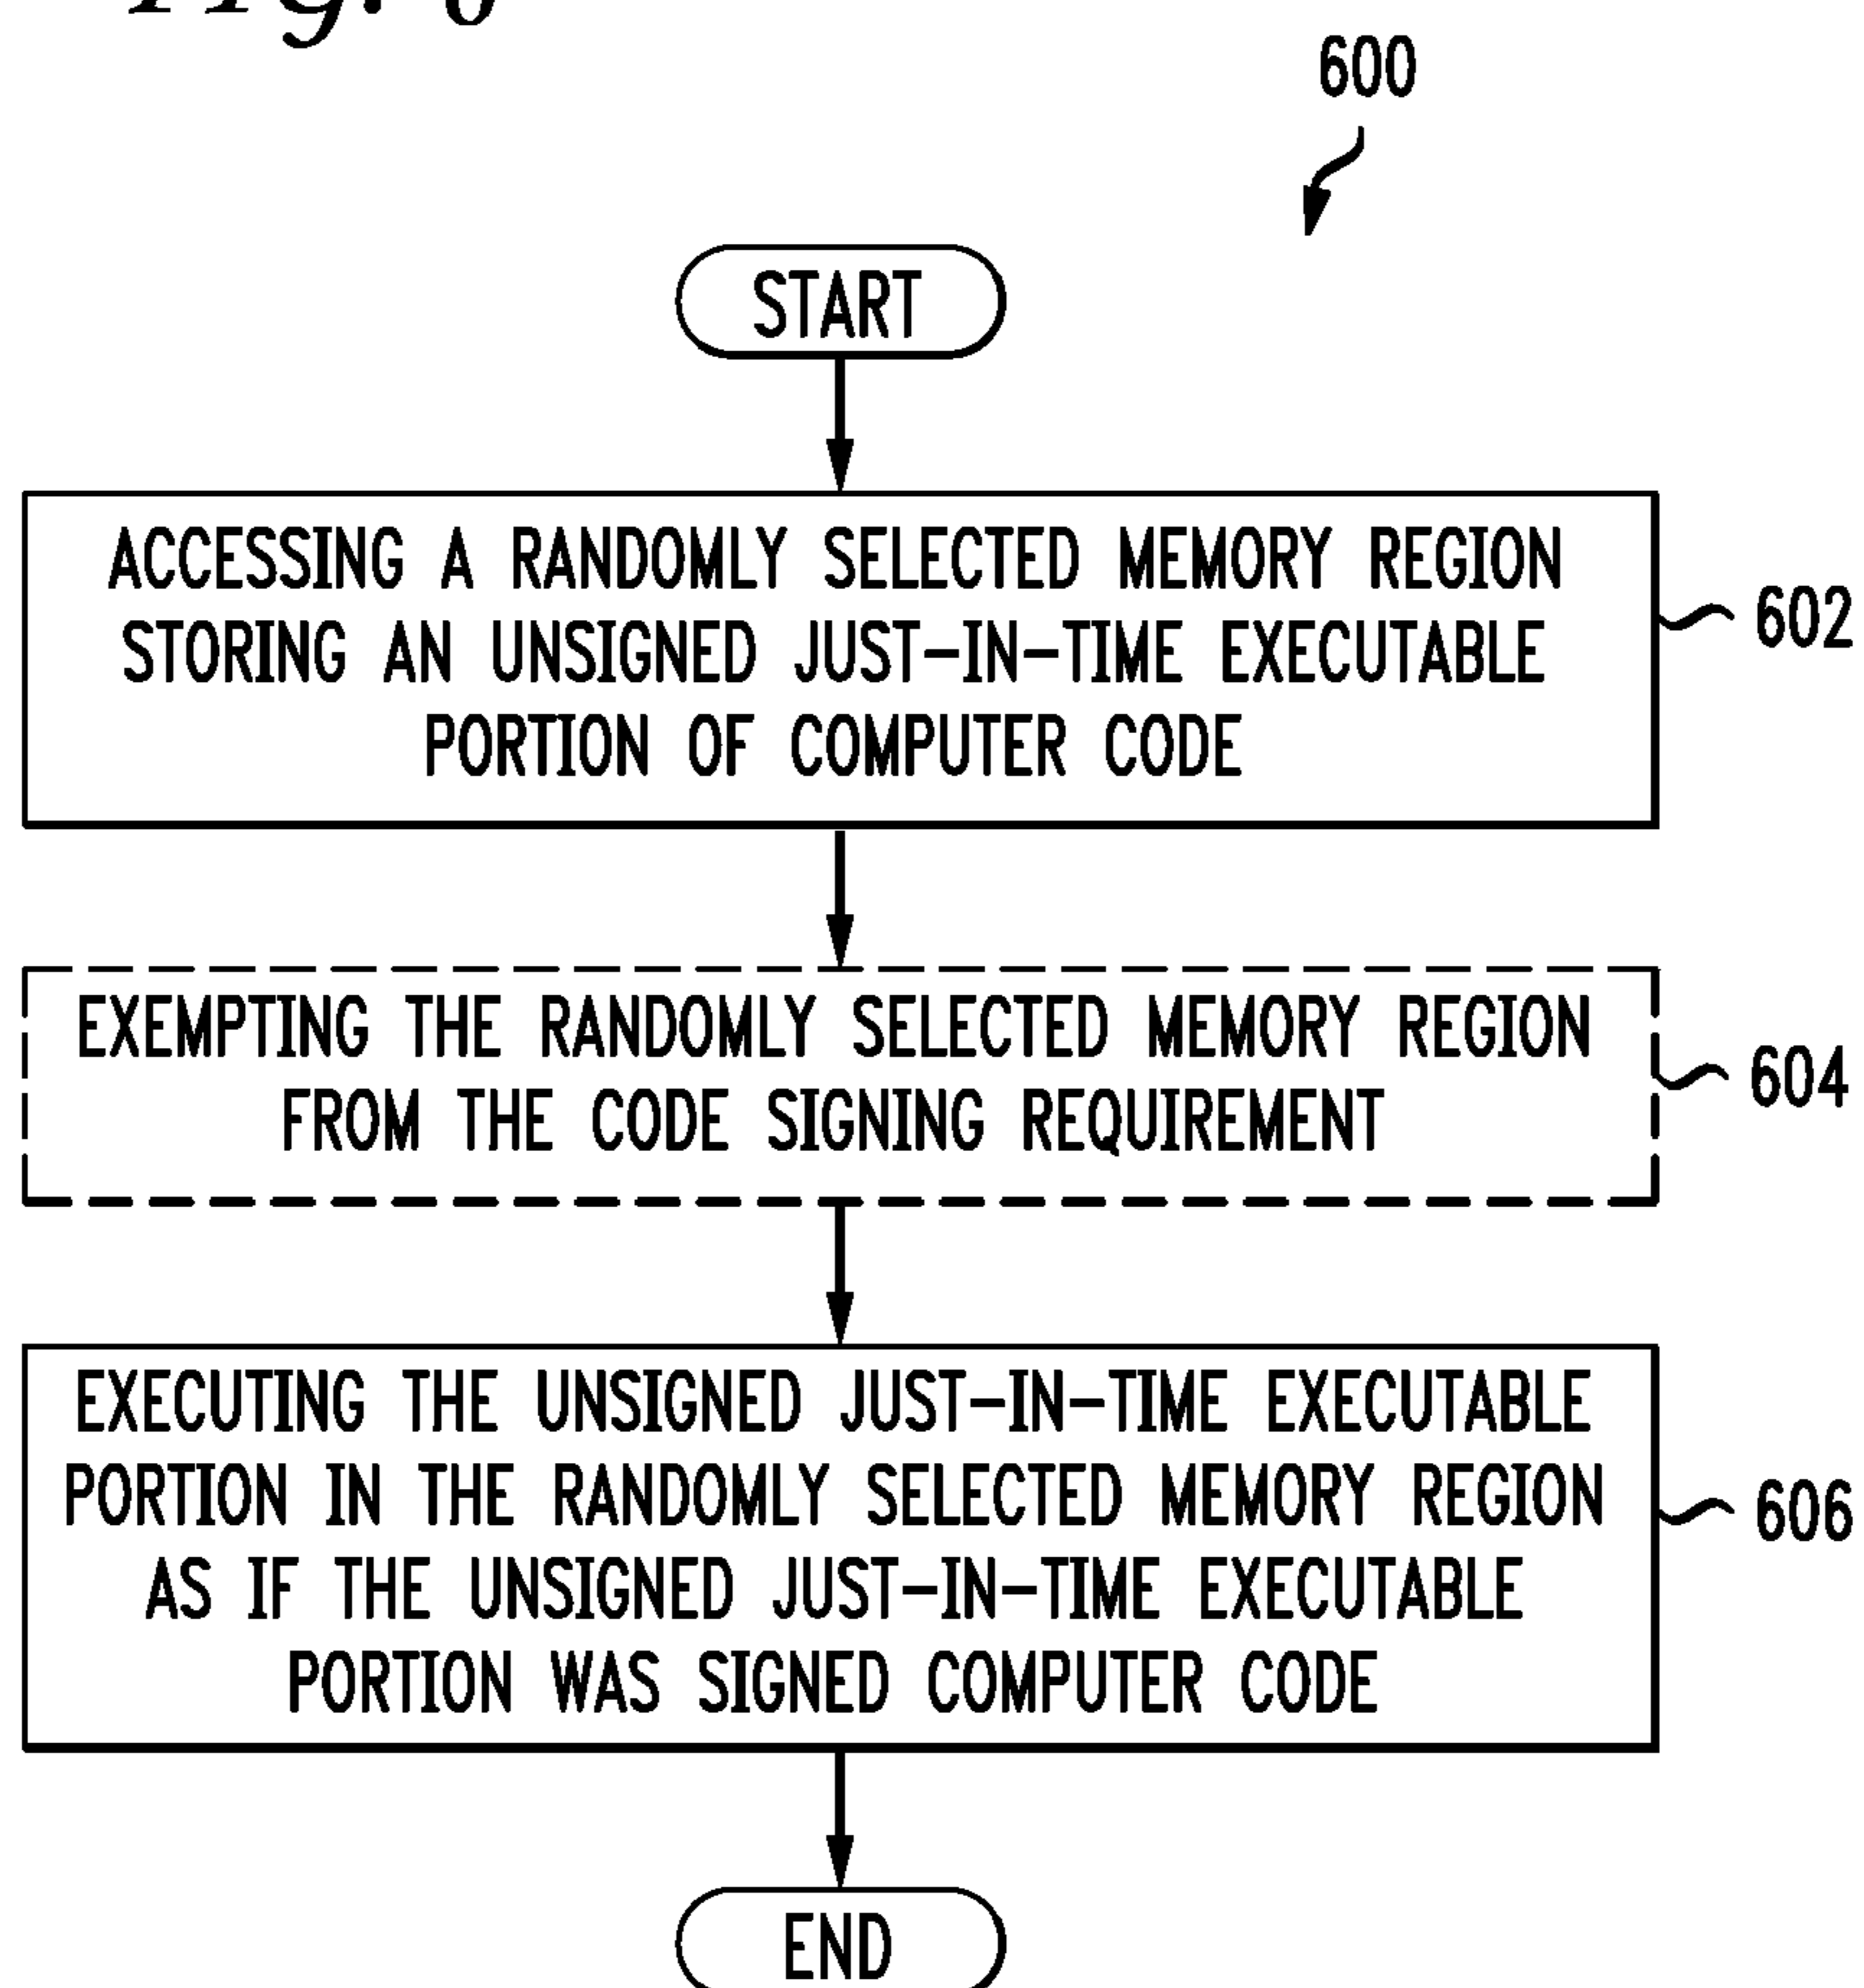 600
START
ACCESSING A RANDOMLY SELECTED MEMORY REGION
STORING AN UNSIGNED JUST-IN-TIME EXECUTABLE
PORTION OF COMPUTER CODE
602
EXEMPTING THE RANDOMLY SELECTED MEMORY REGION
FROM THE CODE SIGNING REQUIREMENT
604
EXECUTING THE UNSIGNED JUST-IN-TIME EXECUTABLE
PORTION IN THE RANDOMLY SELECTED MEMORY REGION
AS IF THE UNSIGNED JUST-IN-TIME EXECUTABLE
PORTION WAS SIGNED COMPUTER CODE
606
END